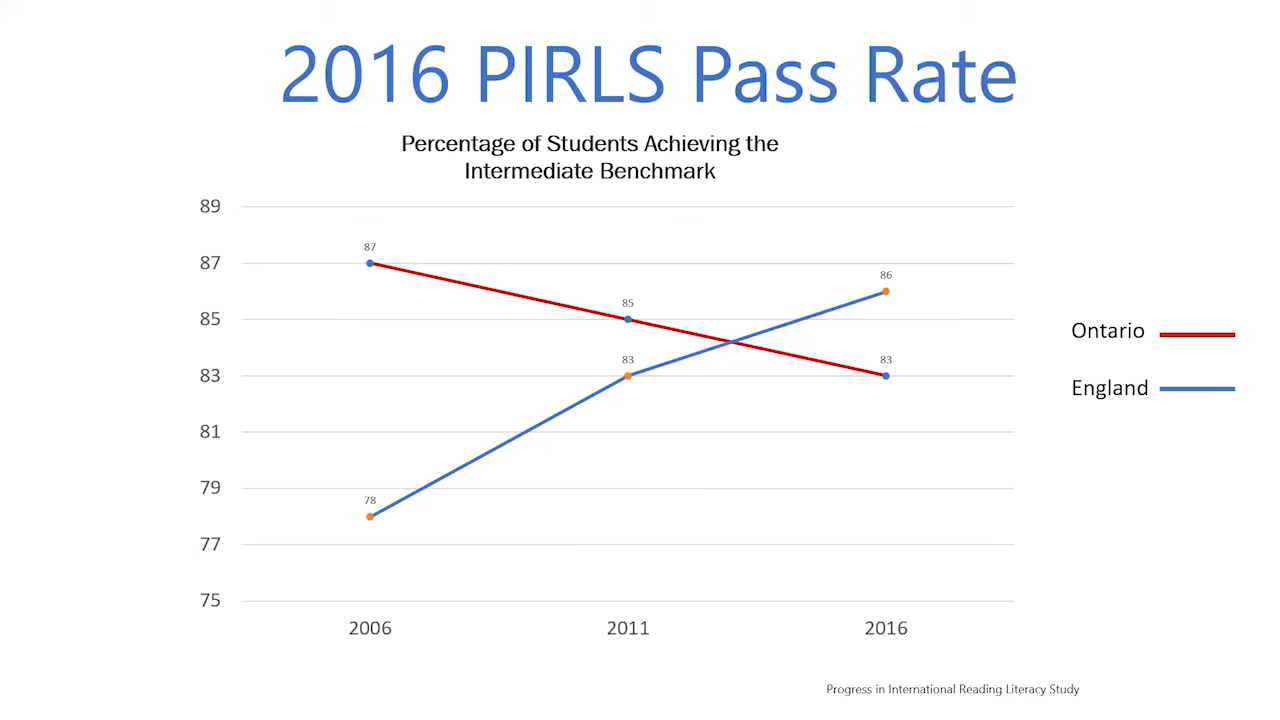 2016 PIRLS Pass Rate
Percentage of Students Achieving the
Intermediate Benchmark
89
87
85
83
81
79
77
75
87
85
83
78
83
86
2006
2011
2016
Ontario
England
Progress in International Reading Literacy Study